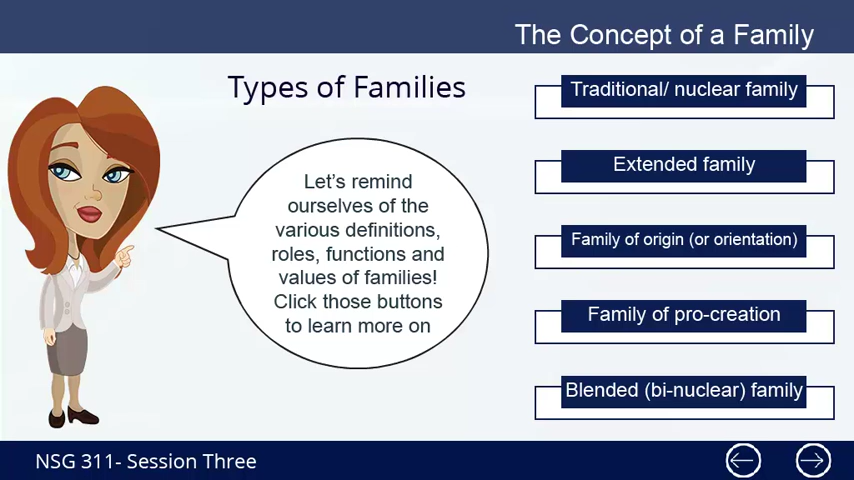 The Concept of a Family
Types of Families
Let's remind
ourselves of the
various definitions,
roles, functions and
values of families!
Click those buttons
to learn more on
Traditional/ nuclear family
Extended family
Family of origin (or orientation)
Family of pro-creation
Blended (bi-nuclear) family
NSG 311- Session Three